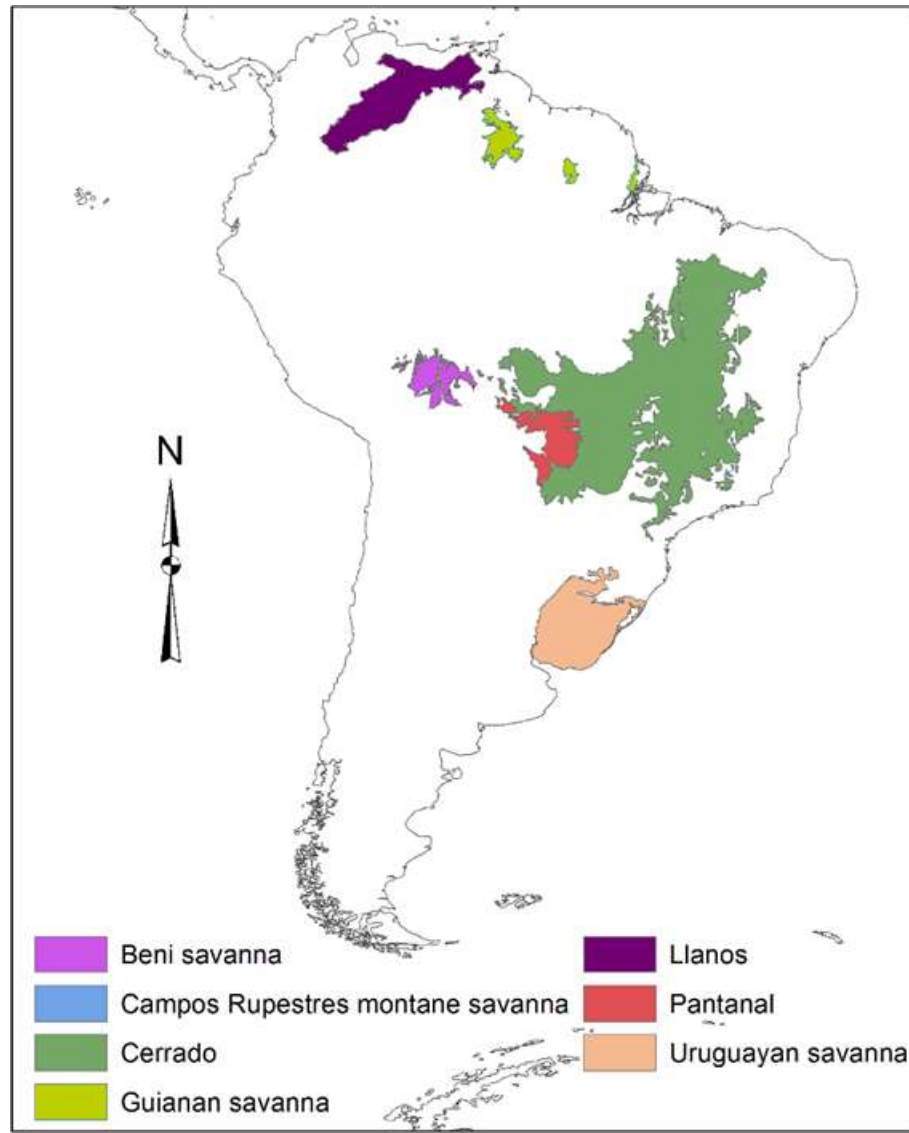 N
Beni savanna
Campos Rupestres montane savanna
Cerrado
Guianan savanna
Llanos
Pantanal
Uruguayan savanna